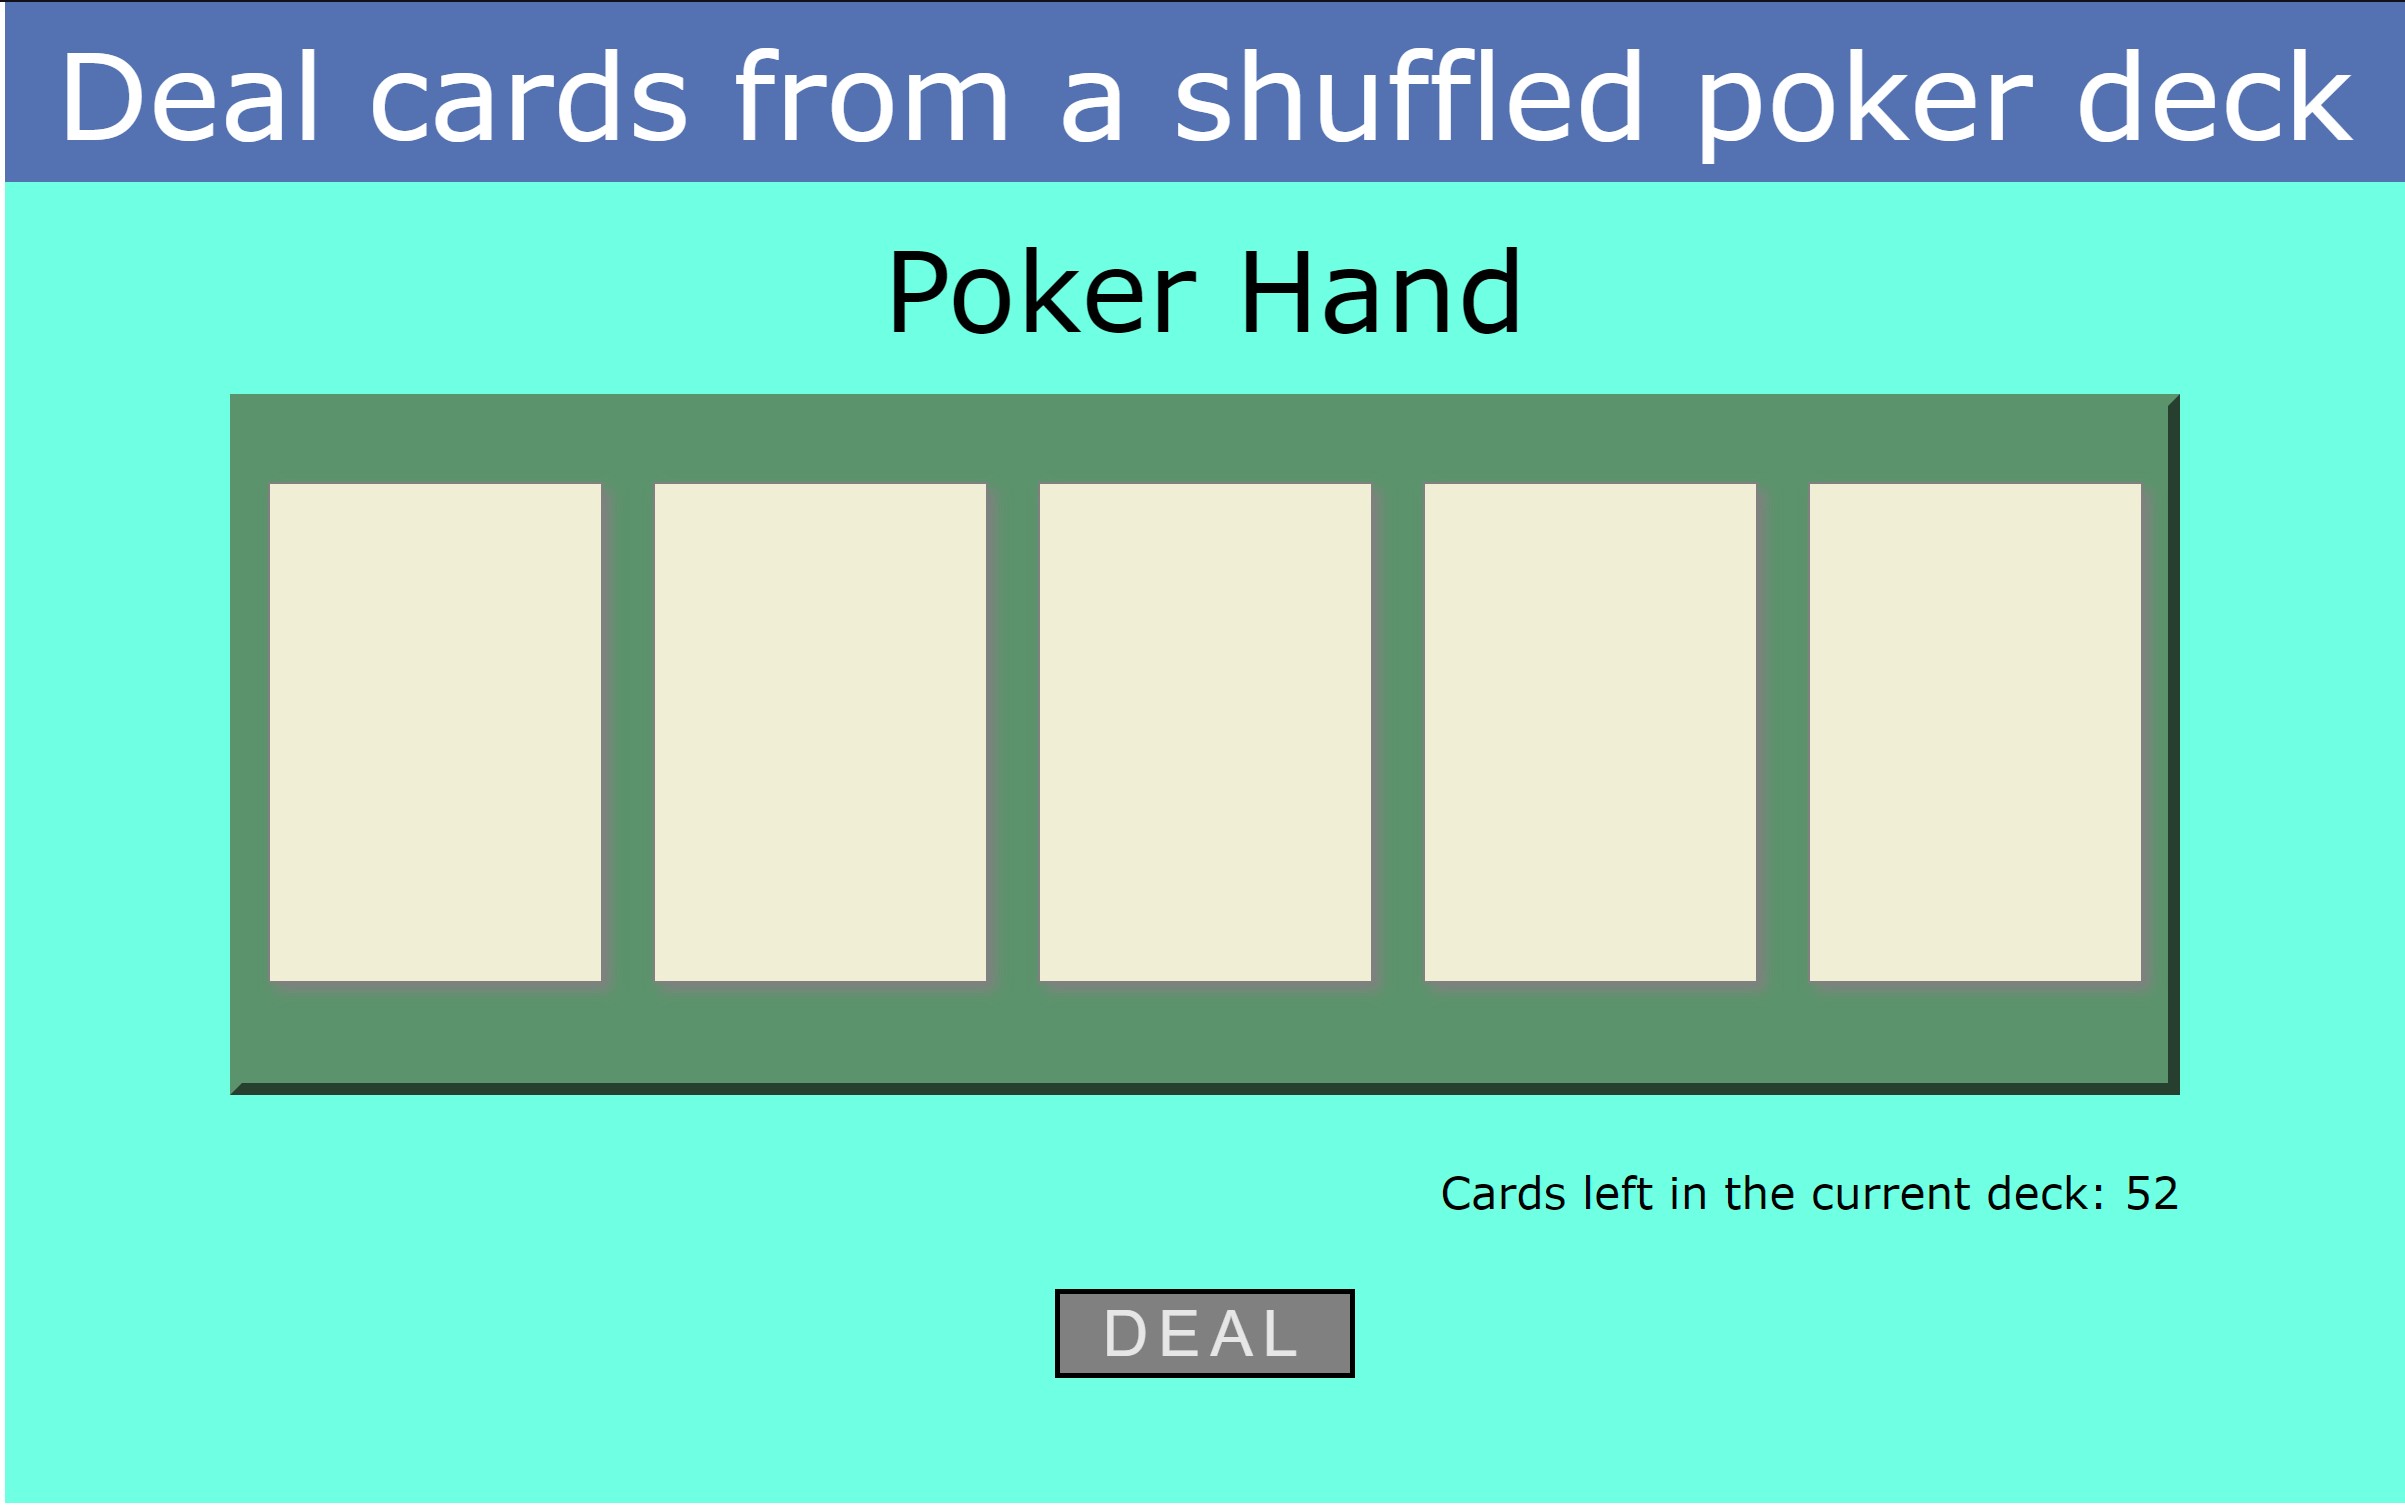 Deal cards from a shuffled poker deck
Poker Hand
Cards left in the current deck: 52
DEAL